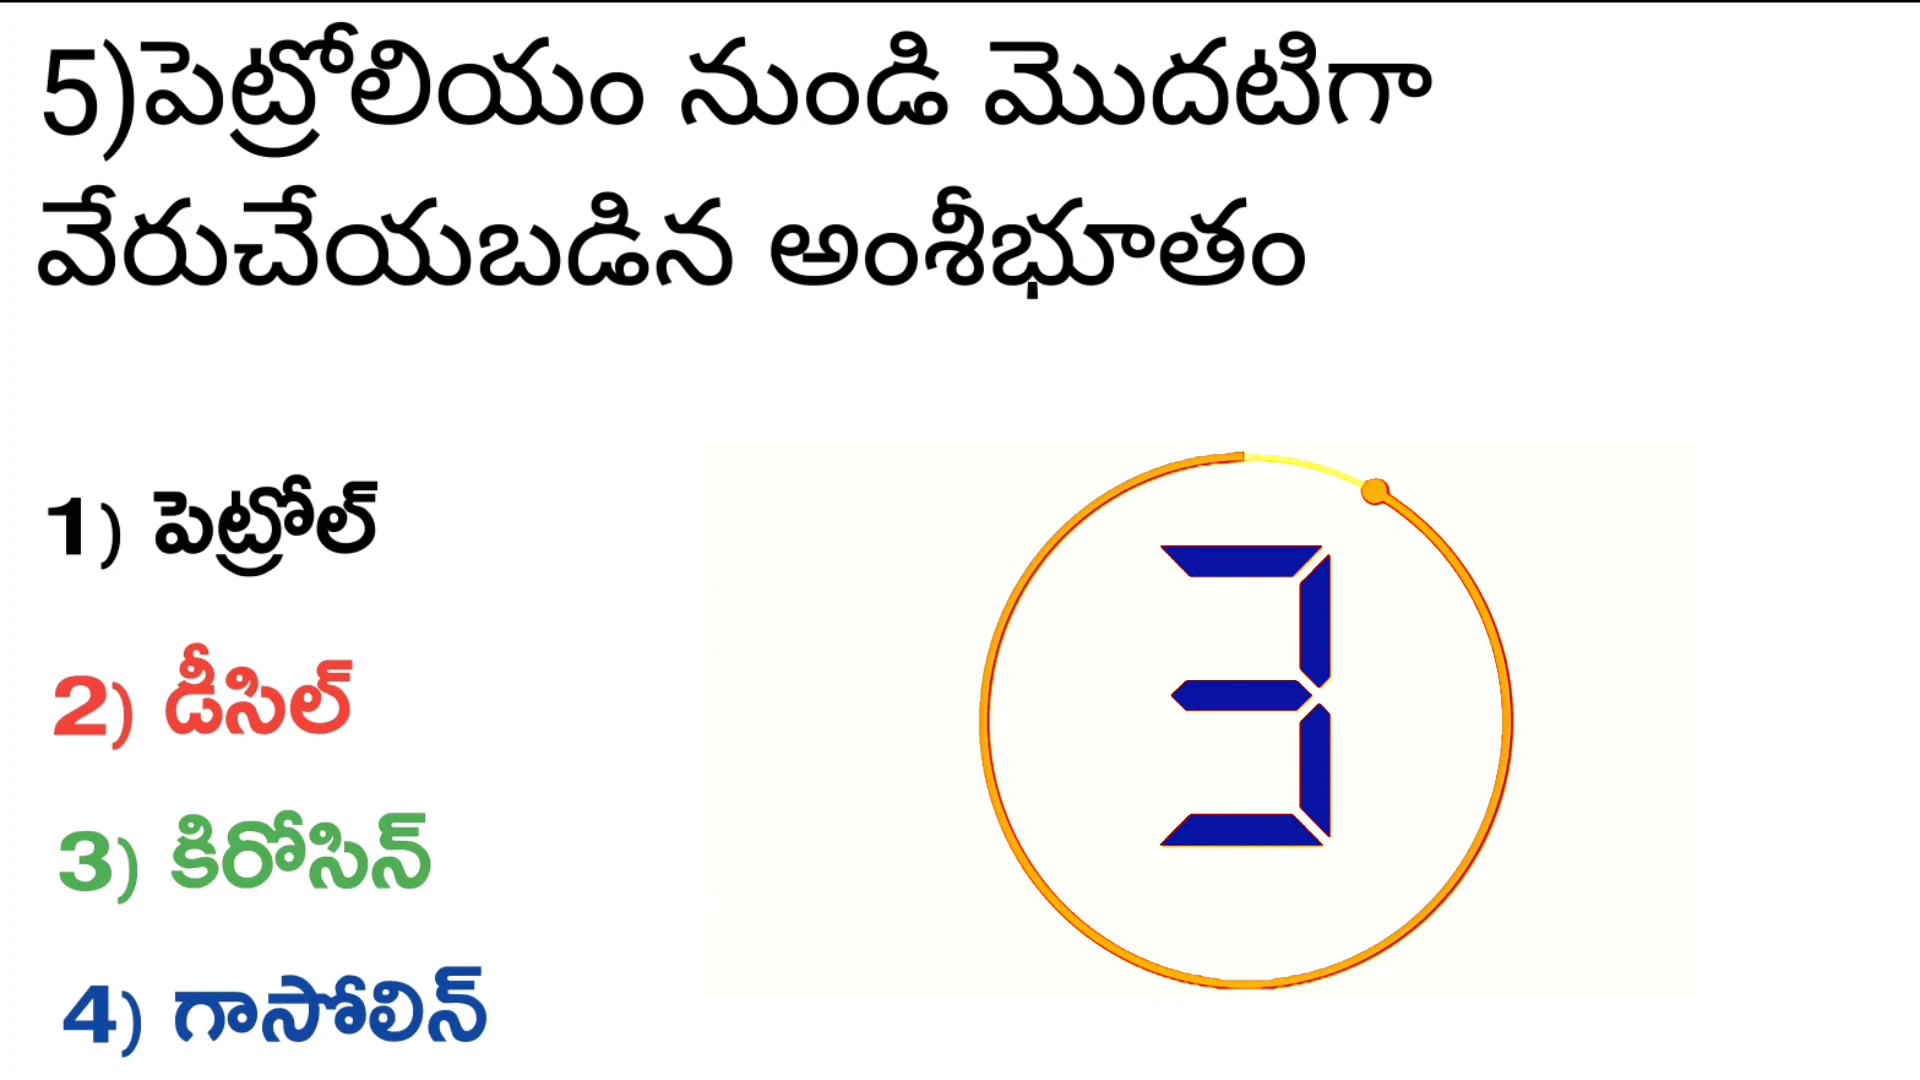 5)పెట్రోలియం నుండి మొదటిగా
వేరుచేయబడిన అంశీభూతం
1) పెట్రోల్
2) డీసిల్
3) కిరోసిన్
4) గాసోలిన్
3